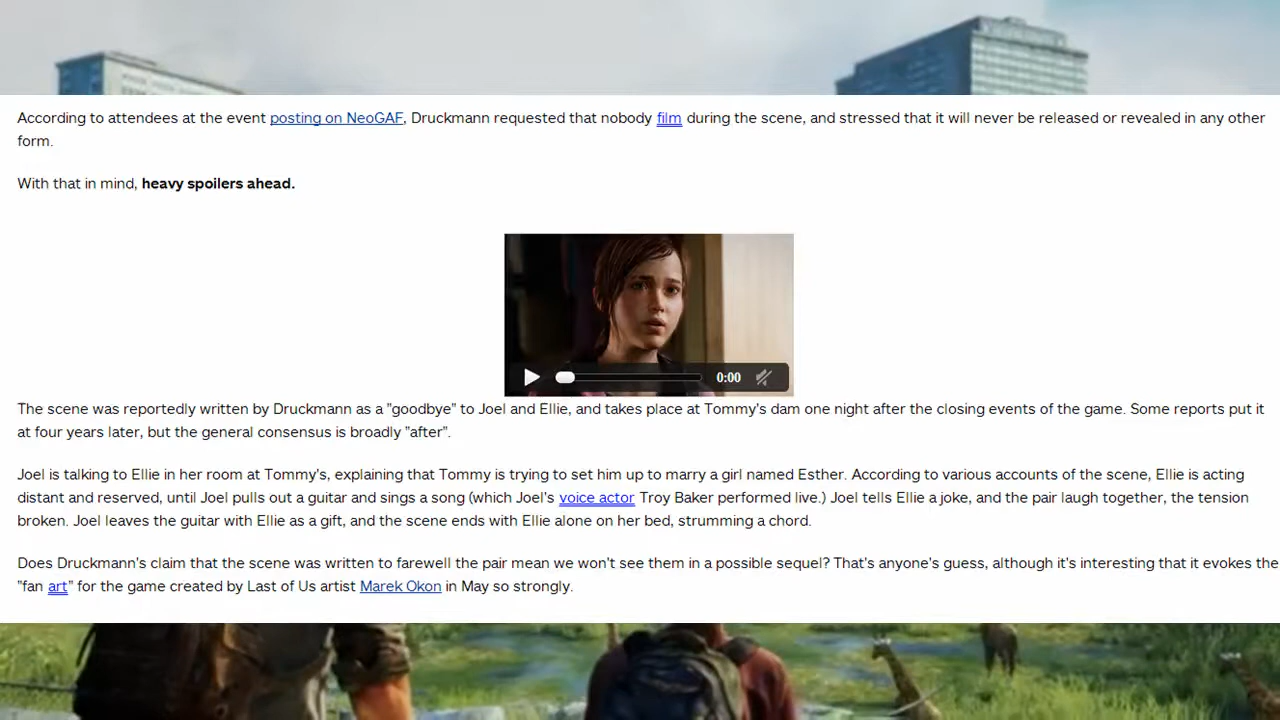 According to attendees at the event posting on NeoGAF, Druckmann requested that nobody film during the scene, and stressed that it will never be released or revealed in any other
form.
With that in mind, heavy spoilers ahead.
0:00
The scene was reportedly written by Druckmann as a "goodbye" to Joel and Ellie, and takes place at Tommy's dam one night after the closing events of the game. Some reports put it
at four years later, but the general consensus is broadly "after".
Joel is talking to Ellie in her room at Tommy's, explaining that Tommy is trying to set him up to marry a girl named Esther. According to various accounts of the scene, Ellie is acting
distant and reserved, until Joel pulls out a guitar and sings a song (which Joel's voice actor Troy Baker performed live.) Joel tells Ellie a joke, and the pair laugh together, the tension
broken. Joel leaves the guitar with Ellie as a gift, and the scene ends with Ellie alone on her bed, strumming a chord.
Does Druckmann's claim that the scene was written to farewell the pair mean we won't see them in a possible sequel? That's anyone's guess, although it's interesting that it evokes the
"fan art" for the game created by Last of Us artist Marek Okon in May so strongly.